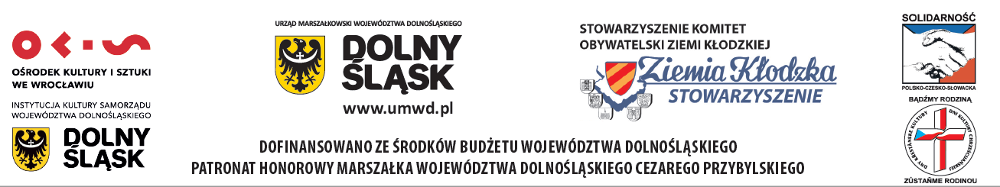 OKIS
OŚRODEK KULTURY I SZTUKI
WE WROCŁAWIU
INSTYTUCJA KULTURY SAMORZĄDU
WOJEWÓDZTWA DOLNOŚLĄSKIEGO
DOLNY
ŚLĄSK
URZĄD MARSZAŁKOWSKI WOJEWÓDZTWA DOLNOŚLĄSKIEGO
DOLNY
ŚLĄSK
www.umwd.pl
STOWARZYSZENIE KOMITET
OBYWATELSKI ZIEMI KŁODZKIEJ
Ziemia Kłodzka
STOWARZYSZENIE
SOLIDARNOŚĆ
POLSKO-CZESKO-SŁOWACKA
BĄDŹMY RODZINĄ
DNY KŘESŤANSKÉ KULTURY
DNI KULTURY CHRZEŚCIJAŃSKIEJ
ZŮSTAŇME RODINOU
DOFINANSOWANO ZE ŚRODKÓW BUDŻETU WOJEWÓDZTWA DOLNOŚLĄSKIEGO
PATRONAT HONOROWY MARSZAŁKA WOJEWÓDZTWA DOLNOŚLĄSKIEGO CEZAREGO PRZYBYLSKIEGO